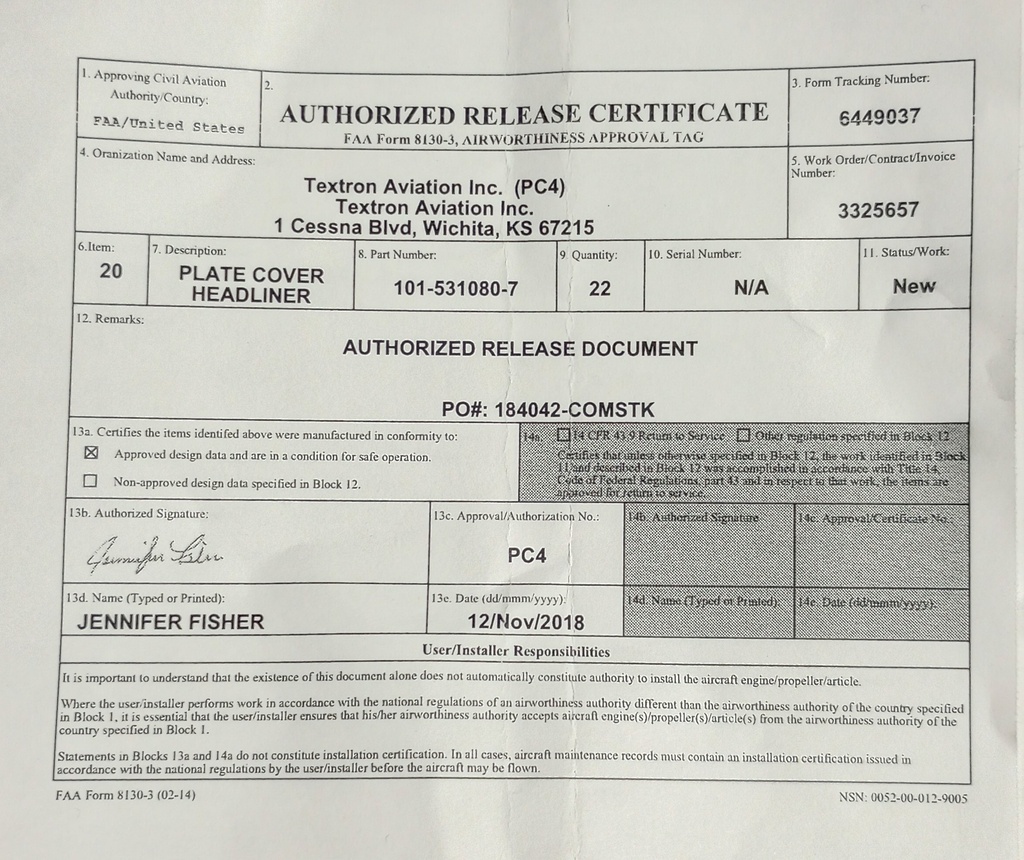 1. Approving Civil Aviation
Authority/Country:
FAA/United States
2.
AUTHORIZED RELEASE CERTIFICATE
FAA Form 8130-3, AIRWORTHINESS APPROVAL TAG
3. Form Tracking Number:
6449037
4. Oranization Name and Address:
Textron Aviation Inc. (PC4)
Textron Aviation Inc.
1 Cessna Blvd, Wichita, KS 67215
5. Work Order/Contract/Invoice
Number:
3325657
6.Item:
20
7. Description:
PLATE COVER
HEADLINER
8. Part Number:
101-531080-7
9. Quantity:
22
10. Serial Number:
N/A
11. Status/Work:
New
12. Remarks:
AUTHORIZED RELEASE DOCUMENT
PO#: 184042-COMSTK
13a. Certifies the items identifed above were manufactured in conformity to:
Approved design data and are in a condition for safe operation.
Non-approved design data specified in Block 12.
14a. 14 CFR 43.9 Return to Service Other regulation specified in Block 12
Certifies that unless otherwise specified in Block 12, the work identified in Block
11 and described in Block 12 was accomplished in accordance with Title 14,
Code of Federal Regulations, part 43 and in respect to that work, the items are
approved for return to service.
13b. Authorized Signature:
Jennifer Fisher
13c. Approval/Authorization No.:
PC4
14b. Authorized Signature
14c. Approval/Certificate No.:
13d. Name (Typed or Printed):
JENNIFER FISHER
13e. Date (dd/mmm/yyyy):
12/Nov/2018
14d. Name (Typed or Printed):
14e. Date (dd/mmm/yyyy):
User/Installer Responsibilities
It is important to understand that the existence of this document alone does not automatically constitute authority to install the aircraft engine/propeller/article.
Where the user/installer performs work in accordance with the national regulations of an airworthiness authority different than the airworthiness authority of the country specified
in Block 1, it is essential that the user/installer ensures that his/her airworthiness authority accepts aircraft engine(s)/propeller(s)/article(s) from the airworthiness authority of the
country specified in Block 1.
Statements in Blocks 13a and 14a do not constitute installation certification. In all cases, aircraft maintenance records must contain an installation certification issued in
accordance with the national regulations by the user/installer before the aircraft may be flown.
FAA Form 8130-3 (02-14)
NSN: 0052-00-012-9005